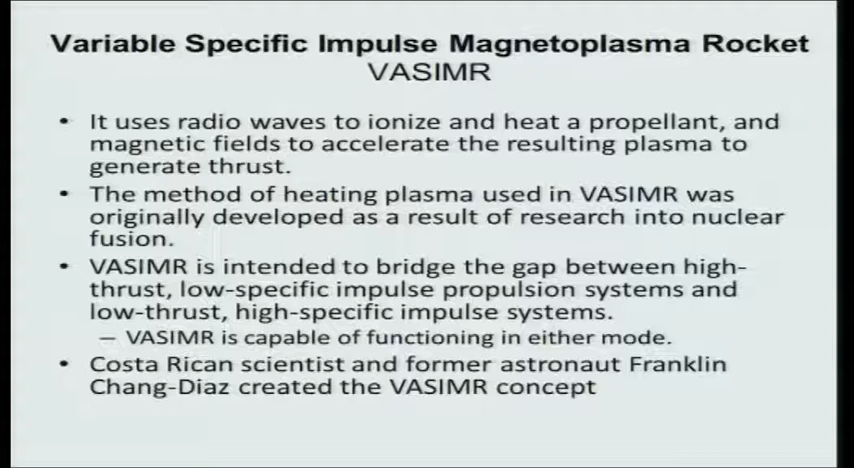 Variable Specific Impulse Magnetoplasma Rocket
VASIMR
• It uses radio waves to ionize and heat a propellant, and
magnetic fields to accelerate the resulting plasma to
generate thrust.
• The method of heating plasma used in VASIMR was
originally developed as a result of research into nuclear
fusion.
• VASIMR is intended to bridge the gap between high-
thrust, low-specific impulse propulsion systems and
low-thrust, high-specific impulse systems.
– VASIMR is capable of functioning in either mode.
• Costa Rican scientist and former astronaut Franklin
Chang-Diaz created the VASIMR concept